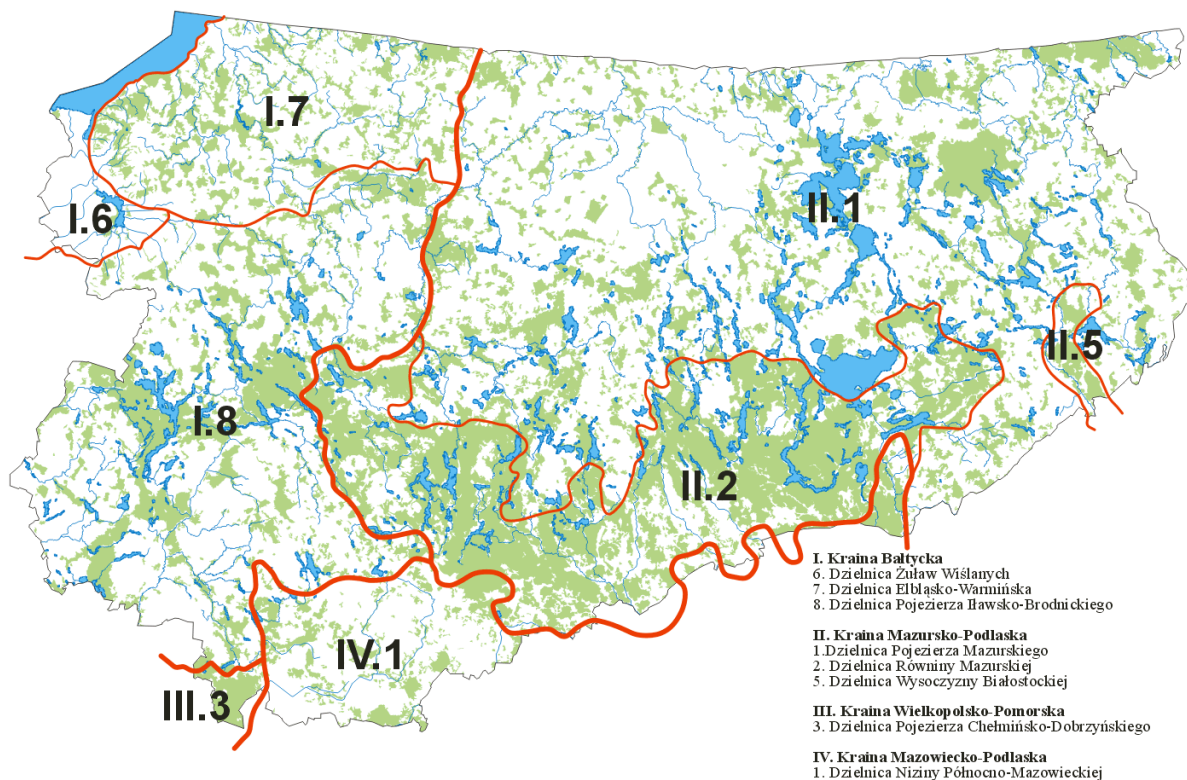 I.7
II.1
I.6
II.5
I.8
II.2
IV.1
III.3
I. Kraina Bałtycka
6. Dzielnica Żuław Wiślanych
7. Dzielnica Elbląsko-Warmińska
8. Dzielnica Pojezierza Iławsko-Brodnickiego
II. Kraina Mazursko-Podlaska
1.Dzielnica Pojezierza Mazurskiego
2. Dzielnica Równiny Mazurskiej
5. Dzielnica Wysoczyzny Białostockiej
III. Kraina Wielkopolsko-Pomorska
3. Dzielnica Pojezierza Chełmińsko-Dobrzyńskiego
IV. Kraina Mazowiecko-Podlaska
1. Dzielnica Niziny Północno-Mazowieckiej